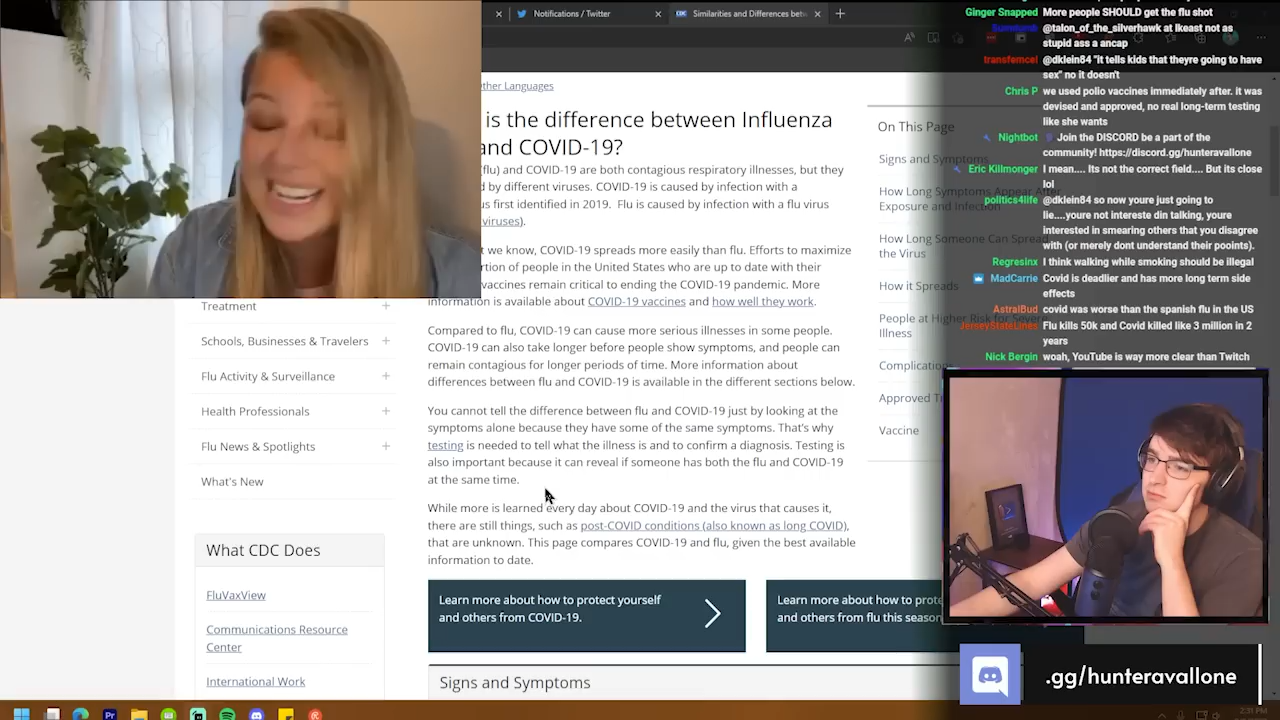 Notifications / Twitter
Similarities and Differences betw
ther Languages
is the difference between Influenza
and COVID-19?
(flu) and COVID-19 are both contagious respiratory illnesses, but they
d by different viruses. COVID-19 is caused by infection with a
us first identified in 2019. Flu is caused by infection with a flu virus
viruses).
t we know, COVID-19 spreads more easily than flu. Efforts to maximize
ortion of people in the United States who are up to date with their
vaccines remain critical to ending the COVID-19 pandemic. More
information is available about COVID-19 vaccines and how well they work.
Compared to flu, COVID-19 can cause more serious illnesses in some people.
COVID-19 can also take longer before people show symptoms, and people can
remain contagious for longer periods of time. More information about
differences between flu and COVID-19 is available in the different sections below.
You cannot tell the difference between flu and COVID-19 just by looking at the
symptoms alone because they have some of the same symptoms. That's why
testing is needed to tell what the illness is and to confirm a diagnosis. Testing is
also important because it can reveal if someone has both the flu and COVID-19
at the same time.
While more is learned every day about COVID-19 and the virus that causes it,
there are still things, such as post-COVID conditions (also known as long COVID),
that are unknown. This page compares COVID-19 and flu, given the best available
information to date.
Learn more about how to protect yourself
and others from COVID-19.
Learn more about how to prote
and others from flu this season
Signs and Symptoms
Treatment
Schools, Businesses & Travelers
Flu Activity & Surveillance
Health Professionals
Flu News & Spotlights
What's New
What CDC Does
FluVaxView
Communications Resource
Center
International Work
On This Page
Signs and Symptoms
How Long Symptoms Appear After
Exposure and Infection
How Long Someone Can Spread
the Virus
How it Spreads
People at Higher Risk for Severe
Illness
Complicatio
Approved Tr
Vaccine
Ginger Snapped More people SHOULD get the flu shot
@talon_of_the_silverhawk at lkeast not as
stupid ass a ancap
transfemcel @dklein84 "it tells kids that theyre going to have
sex" no it doesn't
Chris P we used polio vaccines immediately after. it was
devised and approved, no real long-term testing
like she wants
Nightbot Join the DISCORD be a part of the
community! https://discord.gg/hunteravallone
Eric Killmonger I mean.... Its not the correct field.... But its close
lol
politics4life @dklein84 so now youre just going to
lie....youre not intereste din talking, youre
interested in smearing others that you disagree
with (or merely dont understand their pooints).
Regresinx I think walking while smoking should be illegal
MadCarrie Covid is deadlier and has more long term side
effects
AstralBud covid was worse than the spanish flu in the US
JerseyStateLines Flu kills 50k and Covid killed like 3 million in 2
years
Nick Bergin woah, YouTube is way more clear than Twitch
.gg/hunteravallone
2:31 PM